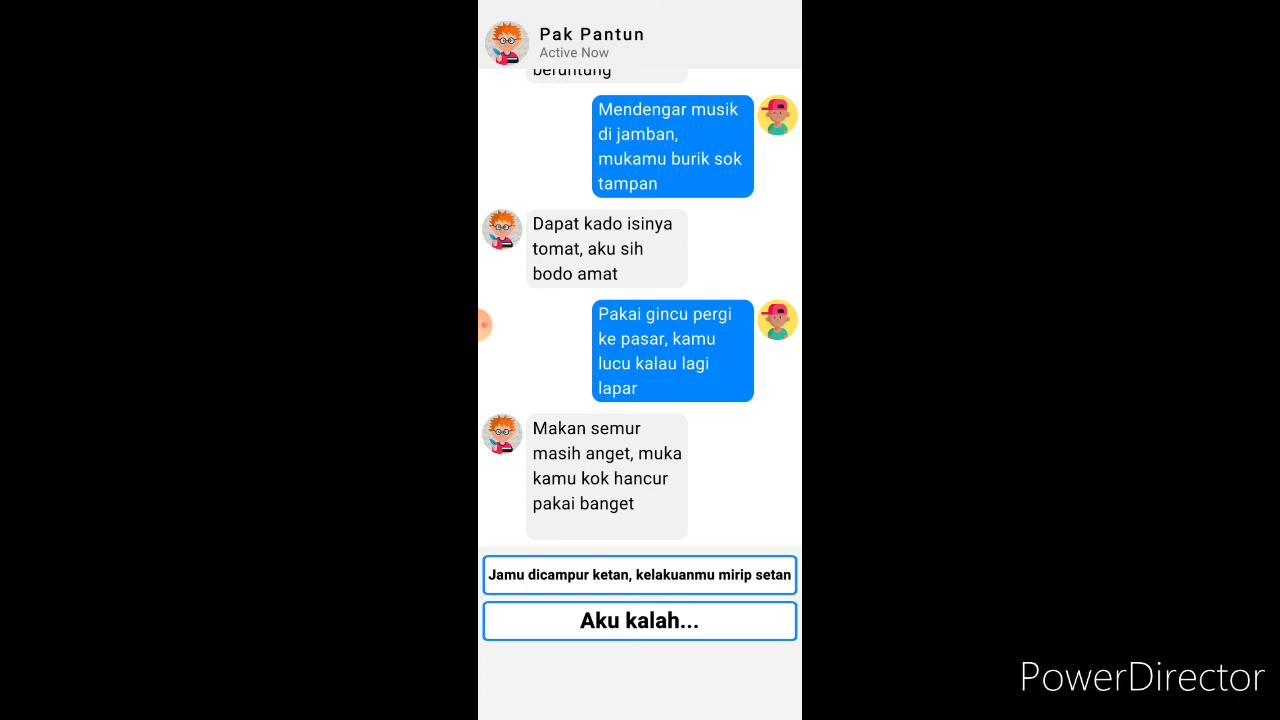 Pak Pantun
Active Now
beruntung
Mendengar musik
di jamban,
mukamu burik sok
tampan
Dapat kado isinya
tomat, aku sih
bodo amat
Pakai gincu pergi
ke pasar, kamu
lucu kalau lagi
lapar
Makan semur
masih anget, muka
kamu kok hancur
pakai banget
Jamu dicampur ketan, kelakuanmu mirip setan
Aku kalah...
PowerDirector